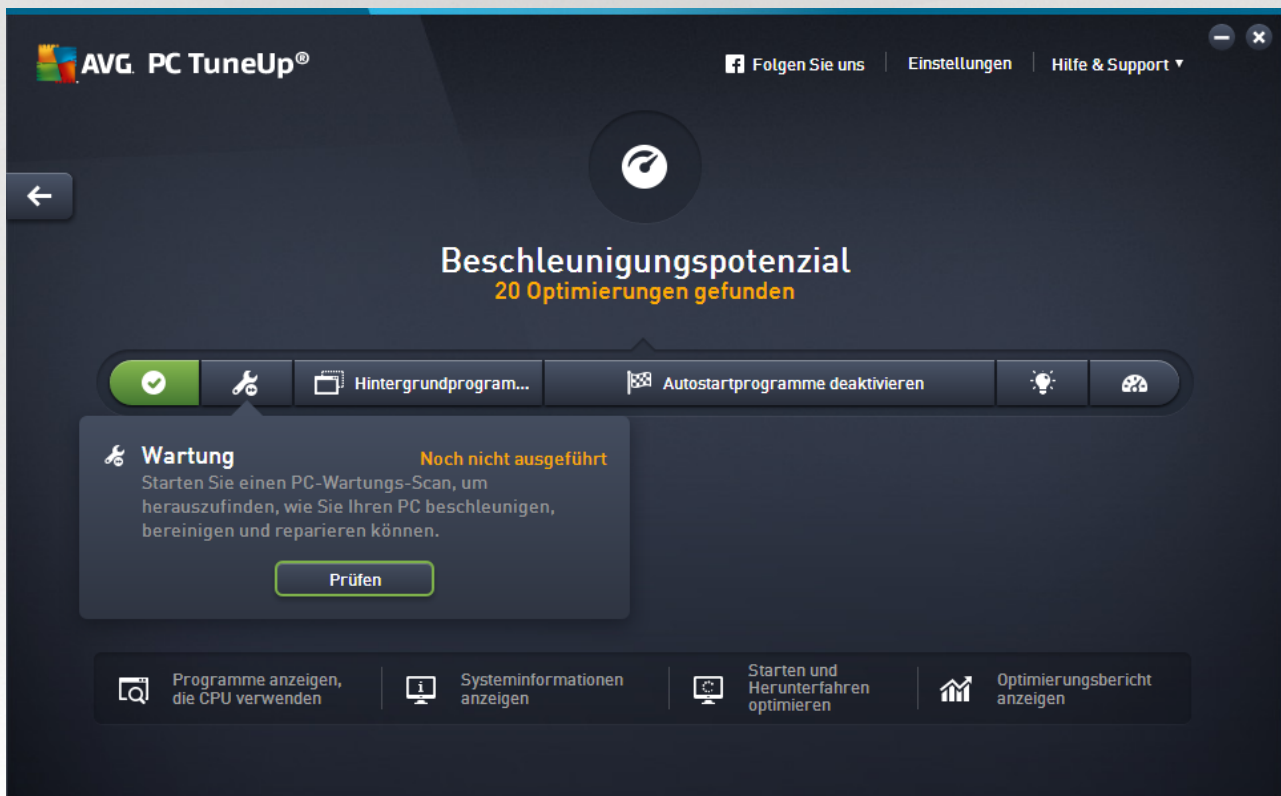 AVG. PC TuneUp®
Folgen Sie uns
Einstellungen
Hilfe & Support
Beschleunigungspotenzial
20 Optimierungen gefunden
Hintergrundprogram...
Autostartprogramme deaktivieren
Wartung
Noch nicht ausgeführt
Starten Sie einen PC-Wartungs-Scan, um
herauszufinden, wie Sie Ihren PC beschleunigen,
bereinigen und reparieren können.
Prüfen
Programme anzeigen,
die CPU verwenden
Systeminformationen
anzeigen
Starten und
Herunterfahren
optimieren
Optimierungsbericht
anzeigen